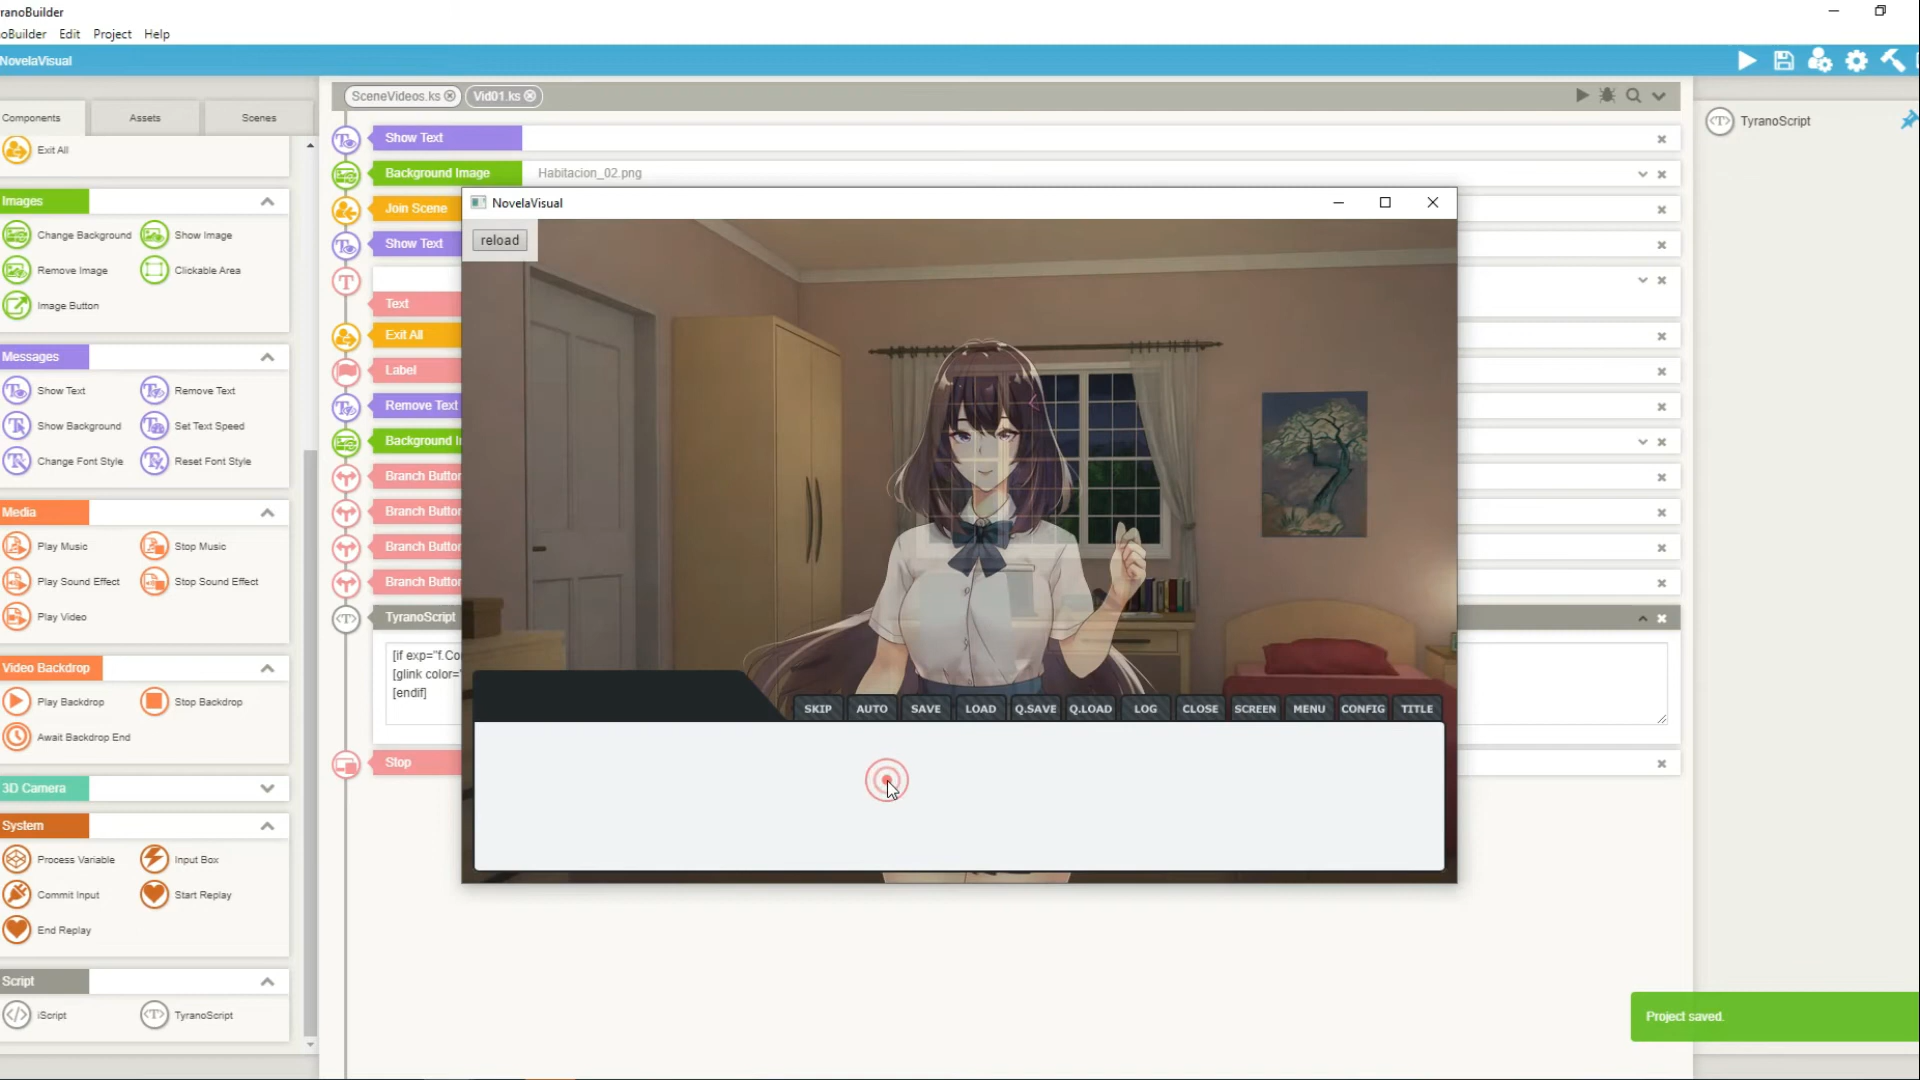 ranoBuilder
oBuilder Edit Project Help
NovelaVisual
Components Assets Scenes
Exit All
Images
Change Background Show Image
Remove Image Clickable Area
Image Button
Messages
Show Text Remove Text
Show Background Set Text Speed
Change Font Style Reset Font Style
Media
Play Music Stop Music
Play Sound Effect Stop Sound Effect
Play Video
Video Backdrop
Play Backdrop Stop Backdrop
Await Backdrop End
3D Camera
System
Process Variable Input Box
Commit Input Start Replay
End Replay
Script
iScript TyranoScript
SceneVideos.ks Vid01.ks
Show Text
Background Image Habitacion_02.png
Join Scene
Show Text
Text
Exit All
Label
Remove Text
Background I
Branch Button
Branch Button
Branch Button
Branch Button
TyranoScript
[if exp="f.Co
[glink color="
[endif]
Stop
NovelaVisual
reload
SKIP AUTO SAVE LOAD Q.SAVE Q.LOAD LOG CLOSE SCREEN MENU CONFIG TITLE
TyranoScript
Project saved.